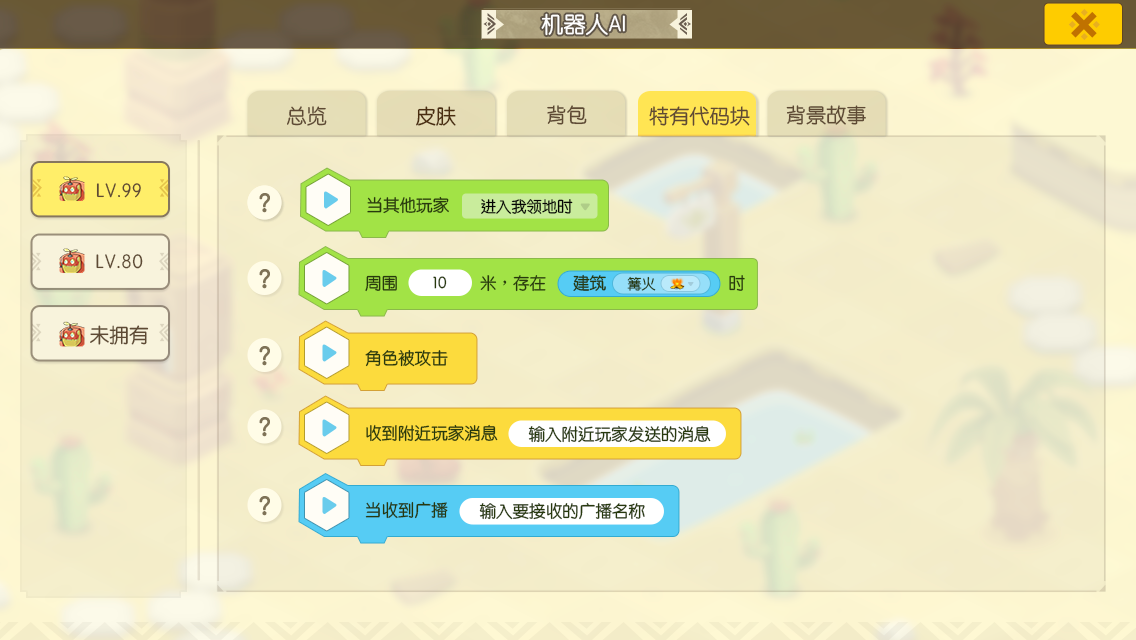 机器人AI
总览 皮肤 背包 特有代码块 背景故事
LV.99
LV.80
未拥有
? 当其他玩家 进入我领地时
? 周围 10 米，存在 建筑 篝火 时
? 角色被攻击
? 收到附近玩家消息 输入附近玩家发送的消息
? 当收到广播 输入要接收的广播名称